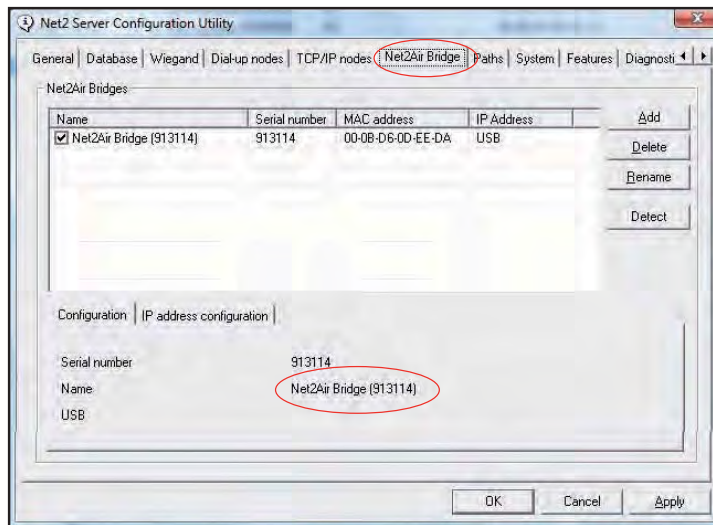 Net2 Server Configuration Utility
General Database Wiegand Dial-up nodes TCP/IP nodes Net2Air Bridge Paths System Features Diagnosti
Net2Air Bridges
Name Serial number MAC address IP Address
Net2Air Bridge (913114) 913114 00-0B-D6-0D-EE-DA USB
Add
Delete
Rename
Detect
Configuration IP address configuration
Serial number 913114
Name Net2Air Bridge (913114)
USB
OK Cancel Apply